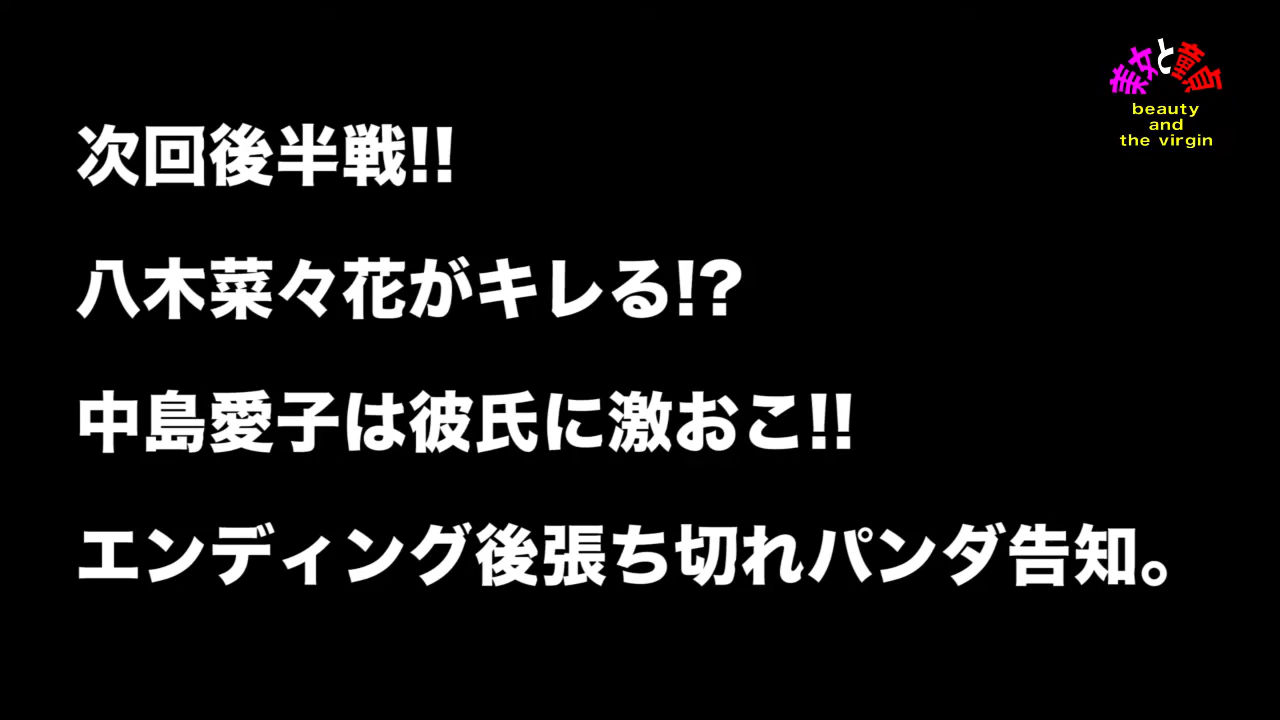 美女と童貞
beauty
and
the virgin
次回後半戦!!
八木菜々花がキレる!?
中島愛子は彼氏に激おこ!!
エンディング後張ち切れパンダ告知。